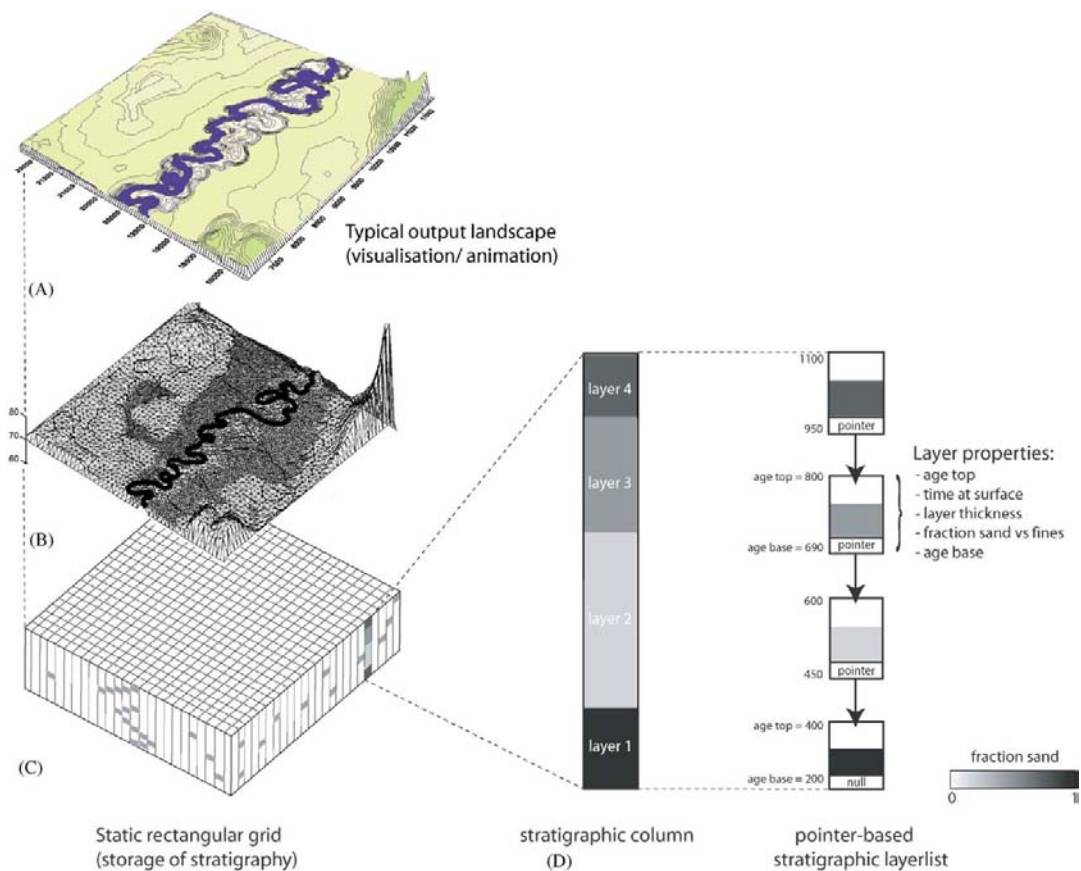 Typical output landscape
(visualisation/ animation)
(A)
80
70
60
(B)
(C)
Static rectangular grid
(storage of stratigraphy)
layer 4
layer 3
layer 2
layer 1
stratigraphic column
(D)
1100
950
pointer
age top = 800
age base = 690
pointer
600
450
pointer
age top = 400
age base = 200
null
pointer-based
stratigraphic layerlist
Layer properties:
- age top
- time at surface
- layer thickness
- fraction sand vs fines
- age base
fraction sand
0